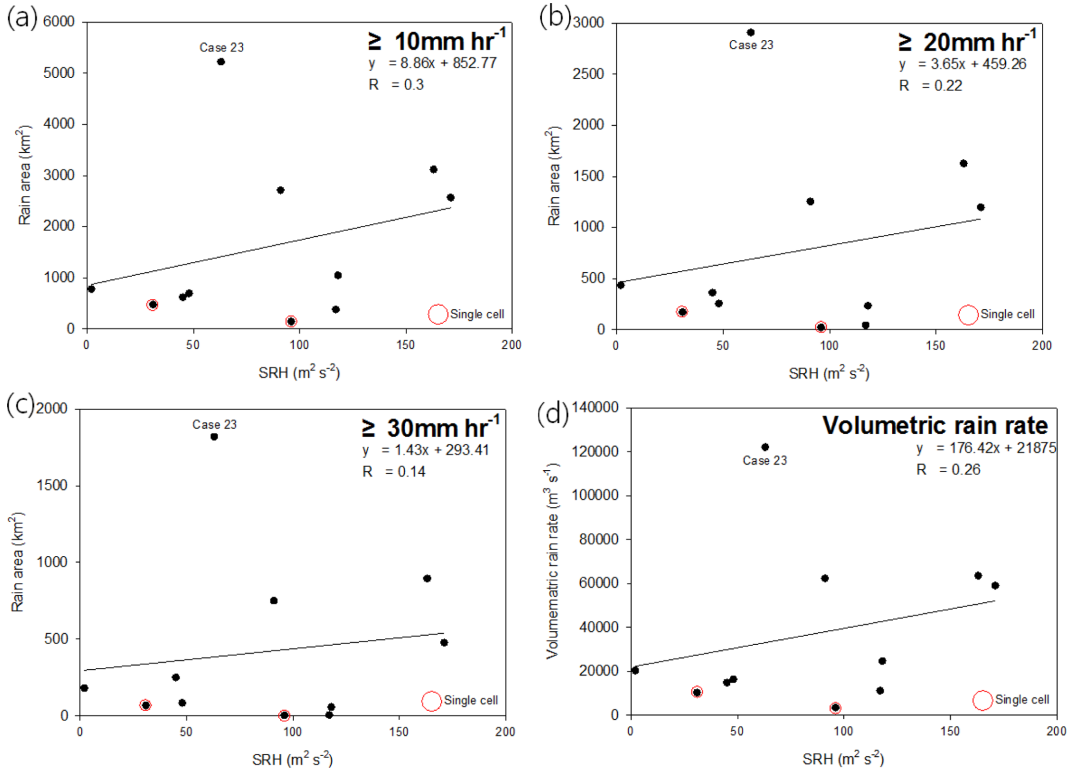 (a)
≥ 10mm hr-1
y = 8.86x + 852.77
R = 0.3
Case 23
Single cell
Rain area (km2)
6000
5000
4000
3000
2000
1000
0
0 50 100 150 200
SRH (m2 s-2)
(b)
≥ 20mm hr-1
y = 3.65x + 459.26
R = 0.22
Case 23
Single cell
Rain area (km2)
3000
2500
2000
1500
1000
500
0
0 50 100 150 200
SRH (m2 s-2)
(c)
≥ 30mm hr-1
y = 1.43x + 293.41
R = 0.14
Case 23
Single cell
Rain area (km2)
2000
1500
1000
500
0
0 50 100 150 200
SRH (m2 s-2)
(d)
Volumetric rain rate
y = 176.42x + 21875
R = 0.26
Case 23
Single cell
Volumematric rain rate (m3 s-1)
140000
120000
100000
80000
60000
40000
20000
0
0 50 100 150 200
SRH (m2 s-2)